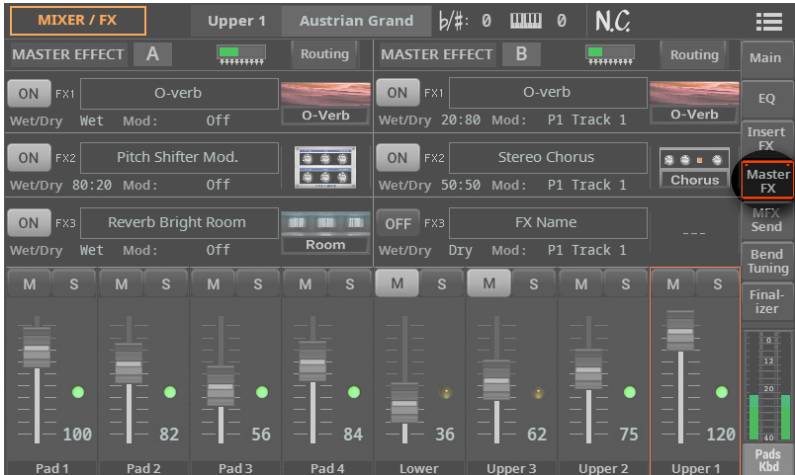 MIXER / FX Upper 1 Austrian Grand ♭/#: 0 0 N.C.
MASTER EFFECT A Routing MASTER EFFECT B Routing Main
ON FX1 O-verb ON FX1 O-verb EQ
Wet/Dry Wet Mod: Off O-Verb Wet/Dry 20:80 Mod: P1 Track 1 O-Verb
Insert
FX
ON FX2 Pitch Shifter Mod. ON FX2 Stereo Chorus
Wet/Dry 80:20 Mod: Off Wet/Dry 50:50 Mod: P1 Track 1 Chorus
Master
FX
ON FX3 Reverb Bright Room OFF FX3 FX Name ---
Wet/Dry Wet Mod: Off Room Wet/Dry Dry Mod: P1 Track 1
MFX
Send
Bend
Tuning
M S M S M S M S M S M S M S M S
Final-
izer
0
12
20
40
100 82 56 84 36 62 75 120
Pad 1 Pad 2 Pad 3 Pad 4 Lower Upper 3 Upper 2 Upper 1
Pads
Kbd